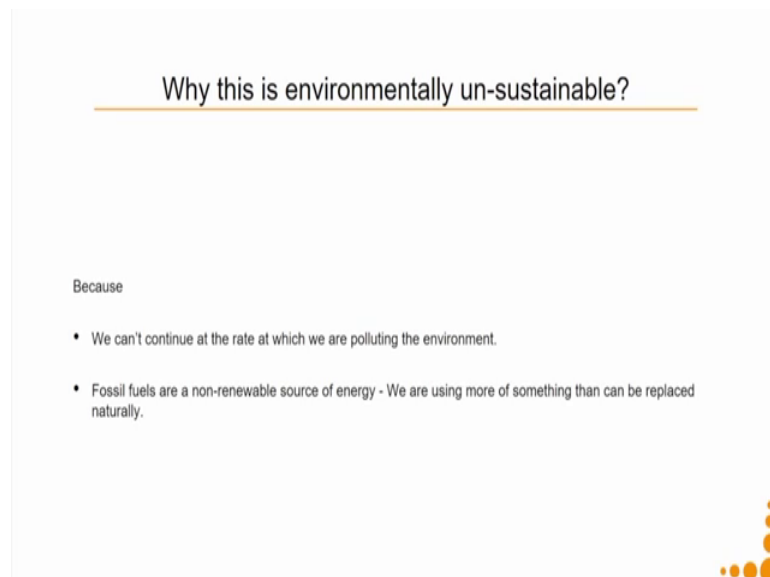 Why this is environmentally un-sustainable?
Because
• We can't continue at the rate at which we are polluting the environment.
• Fossil fuels are a non-renewable source of energy - We are using more of something than can be replaced
naturally.